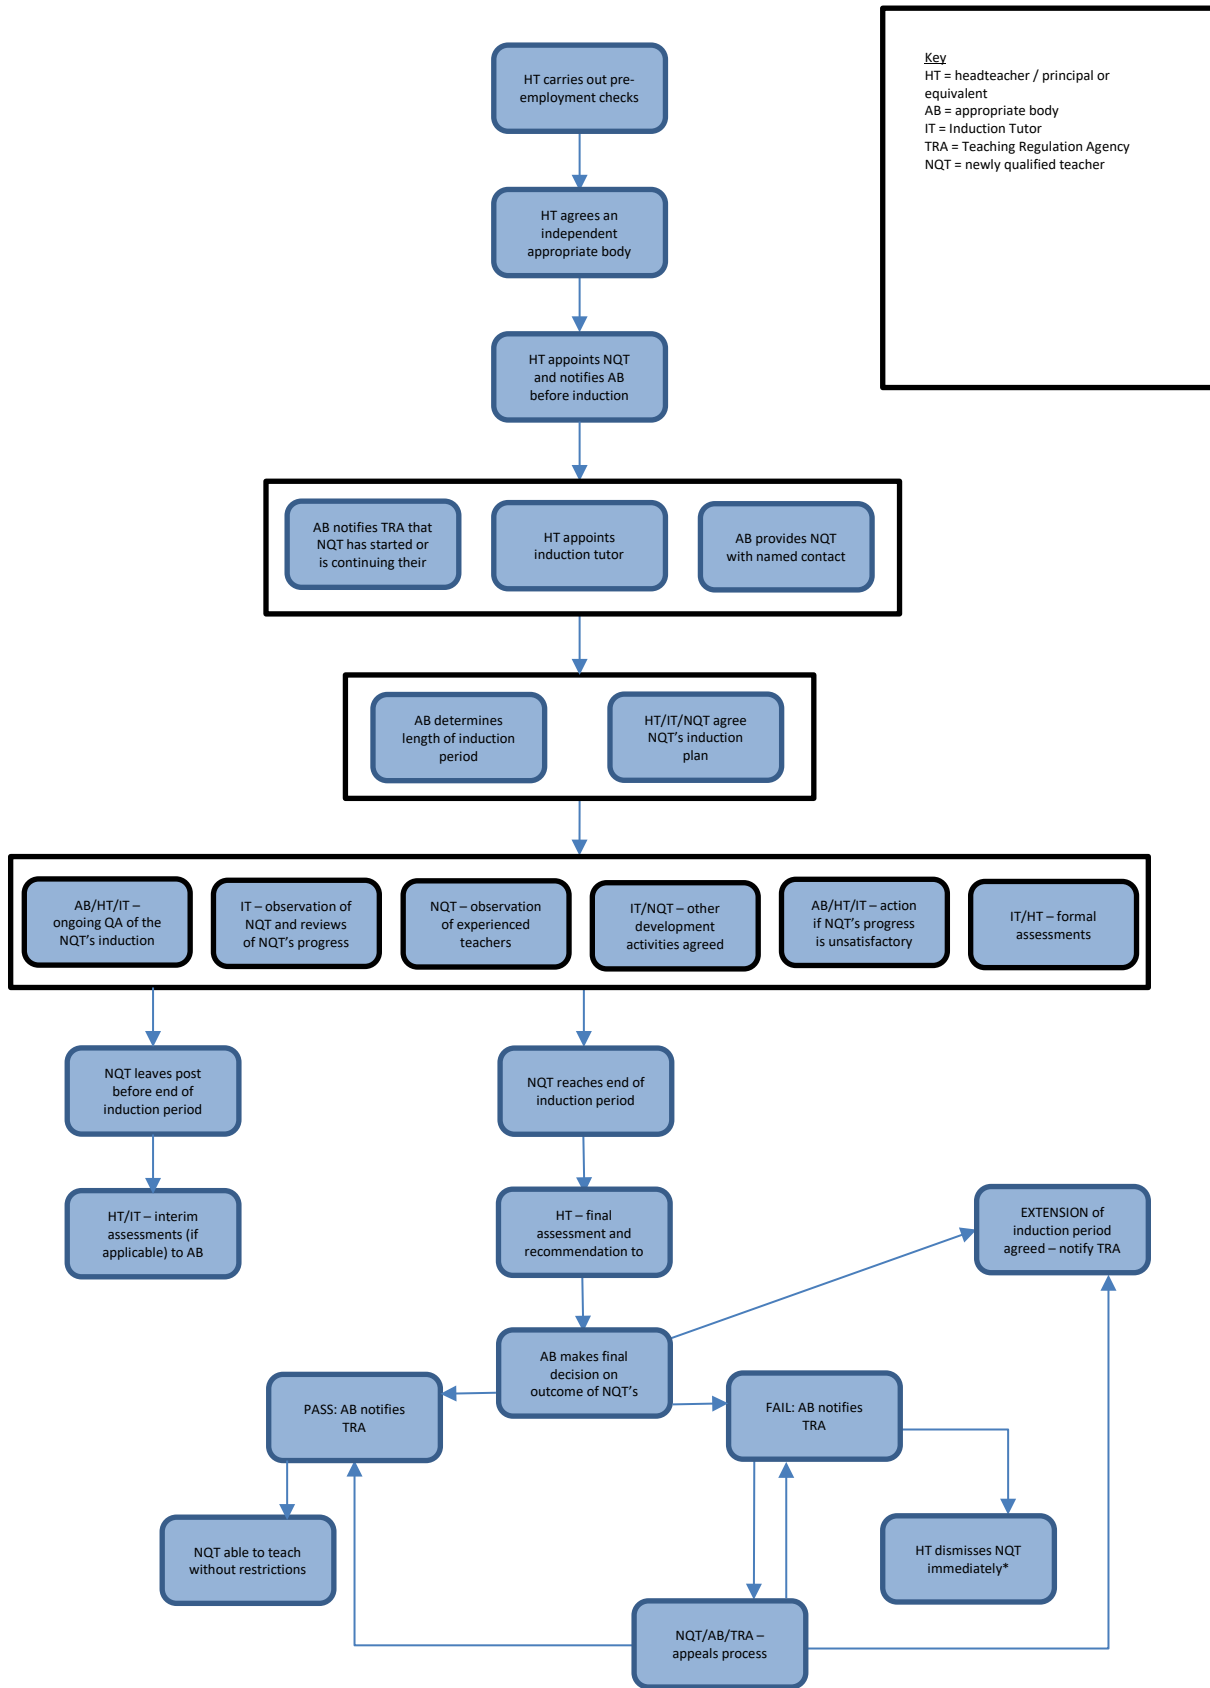 Key
HT = headteacher / principal or
equivalent
AB = appropriate body
IT = Induction Tutor
TRA = Teaching Regulation Agency
NQT = newly qualified teacher
HT carries out pre-
employment checks
HT agrees an
independent
appropriate body
HT appoints NQT
and notifies AB
before induction
AB notifies TRA that
NQT has started or
is continuing their
HT appoints
induction tutor
AB provides NQT
with named contact
AB determines
length of induction
period
HT/IT/NQT agree
NQT’s induction
plan
AB/HT/IT –
ongoing QA of the
NQT’s induction
IT – observation of
NQT and reviews
of NQT’s progress
NQT – observation
of experienced
teachers
IT/NQT – other
development
activities agreed
AB/HT/IT – action
if NQT’s progress
is unsatisfactory
IT/HT – formal
assessments
NQT leaves post
before end of
induction period
NQT reaches end of
induction period
HT/IT – interim
assessments (if
applicable) to AB
HT – final
assessment and
recommendation to
EXTENSION of
induction period
agreed – notify TRA
AB makes final
decision on
outcome of NQT’s
PASS: AB notifies
TRA
FAIL: AB notifies
TRA
NQT able to teach
without restrictions
HT dismisses NQT
immediately*
NQT/AB/TRA –
appeals process